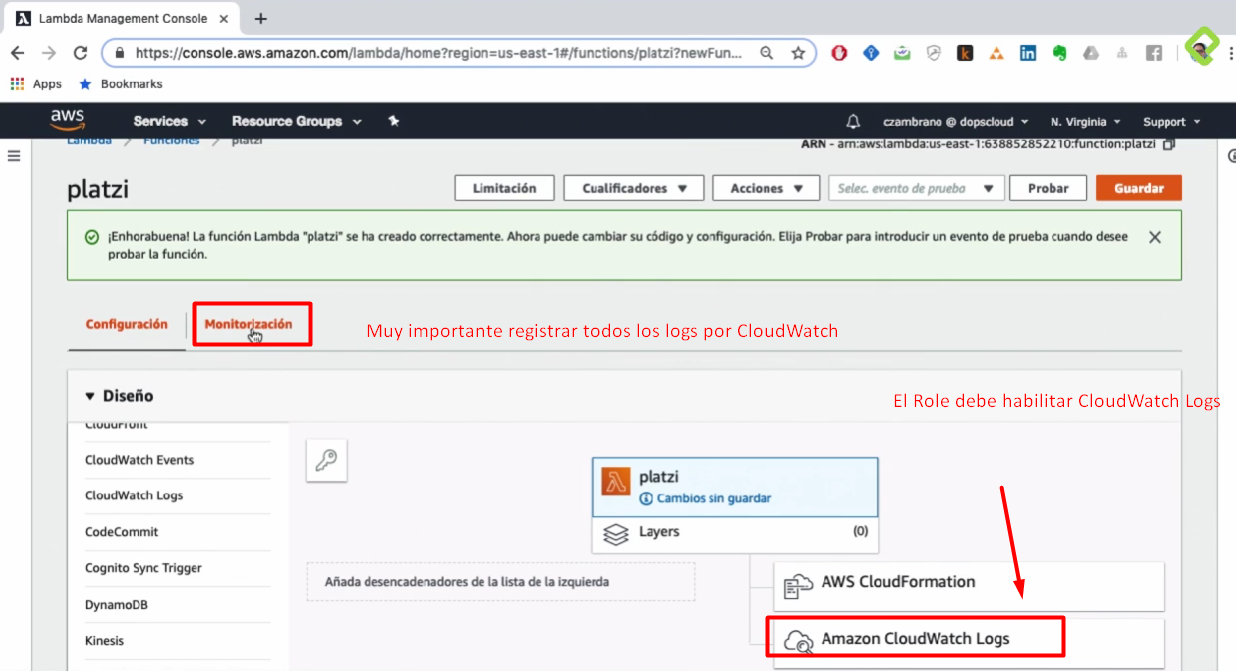 Lambda Management Console
https://console.aws.amazon.com/lambda/home?region=us-east-1#/functions/platzi?newFun...
Apps
Bookmarks
aws
Services
Resource Groups
czambrano @ dopscloud
N. Virginia
Support
Lambda
Funciones
platzi
ARN - arn:aws:lambda:us-east-1:638852852210:function:platzi
platzi
Limitación
Cualificadores
Acciones
Selec. evento de prueba
Probar
Guardar
¡Enhorabuena! La función Lambda "platzi" se ha creado correctamente. Ahora puede cambiar su código y configuración. Elija Probar para introducir un evento de prueba cuando desee
probar la función.
Configuración
Monitorización
Muy importante registrar todos los logs por CloudWatch
Diseño
El Role debe habilitar CloudWatch Logs
CloudFront
CloudWatch Events
CloudWatch Logs
CodeCommit
Cognito Sync Trigger
DynamoDB
Kinesis
platzi
Cambios sin guardar
Layers
(0)
Añada desencadenadores de la lista de la izquierda
AWS CloudFormation
Amazon CloudWatch Logs